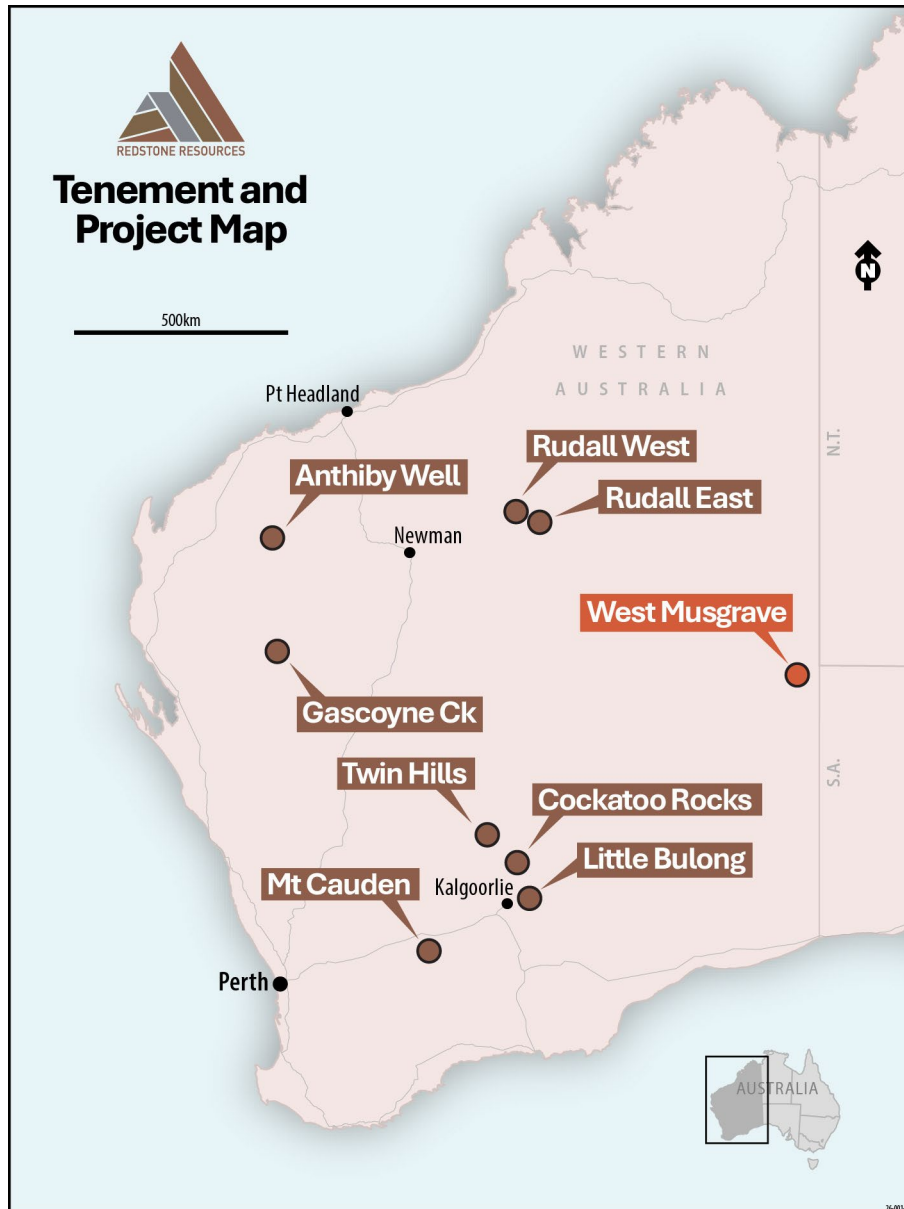 REDSTONE RESOURCES
Tenement and
Project Map
500km
WESTERN
AUSTRALIA
Pt Headland
N
N.T.
Rudall West
Anthiby Well
Rudall East
Newman
West Musgrave
Gascoyne Ck
S.A.
Twin Hills
Cockatoo Rocks
Little Bulong
Mt Cauden
Kalgoorlie
Perth
AUSTRALIA